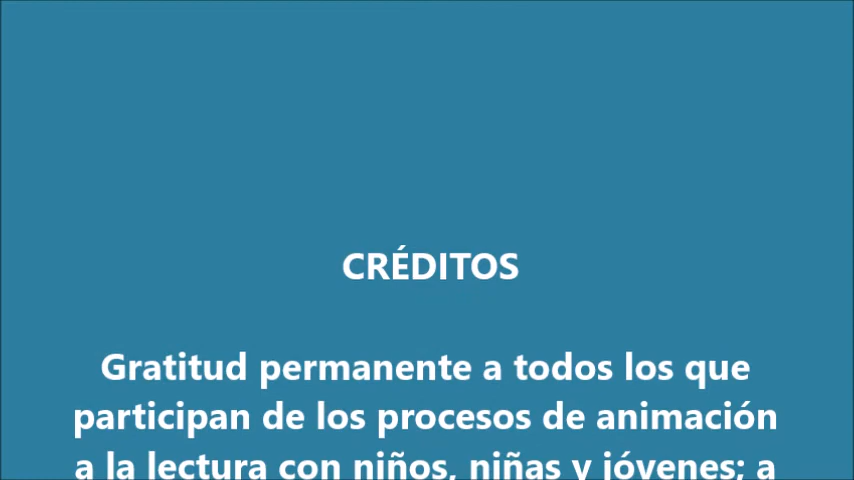 CRÉDITOS
Gratitud permanente a todos los que
participan de los procesos de animación
a la lectura con niños, niñas y jóvenes; a